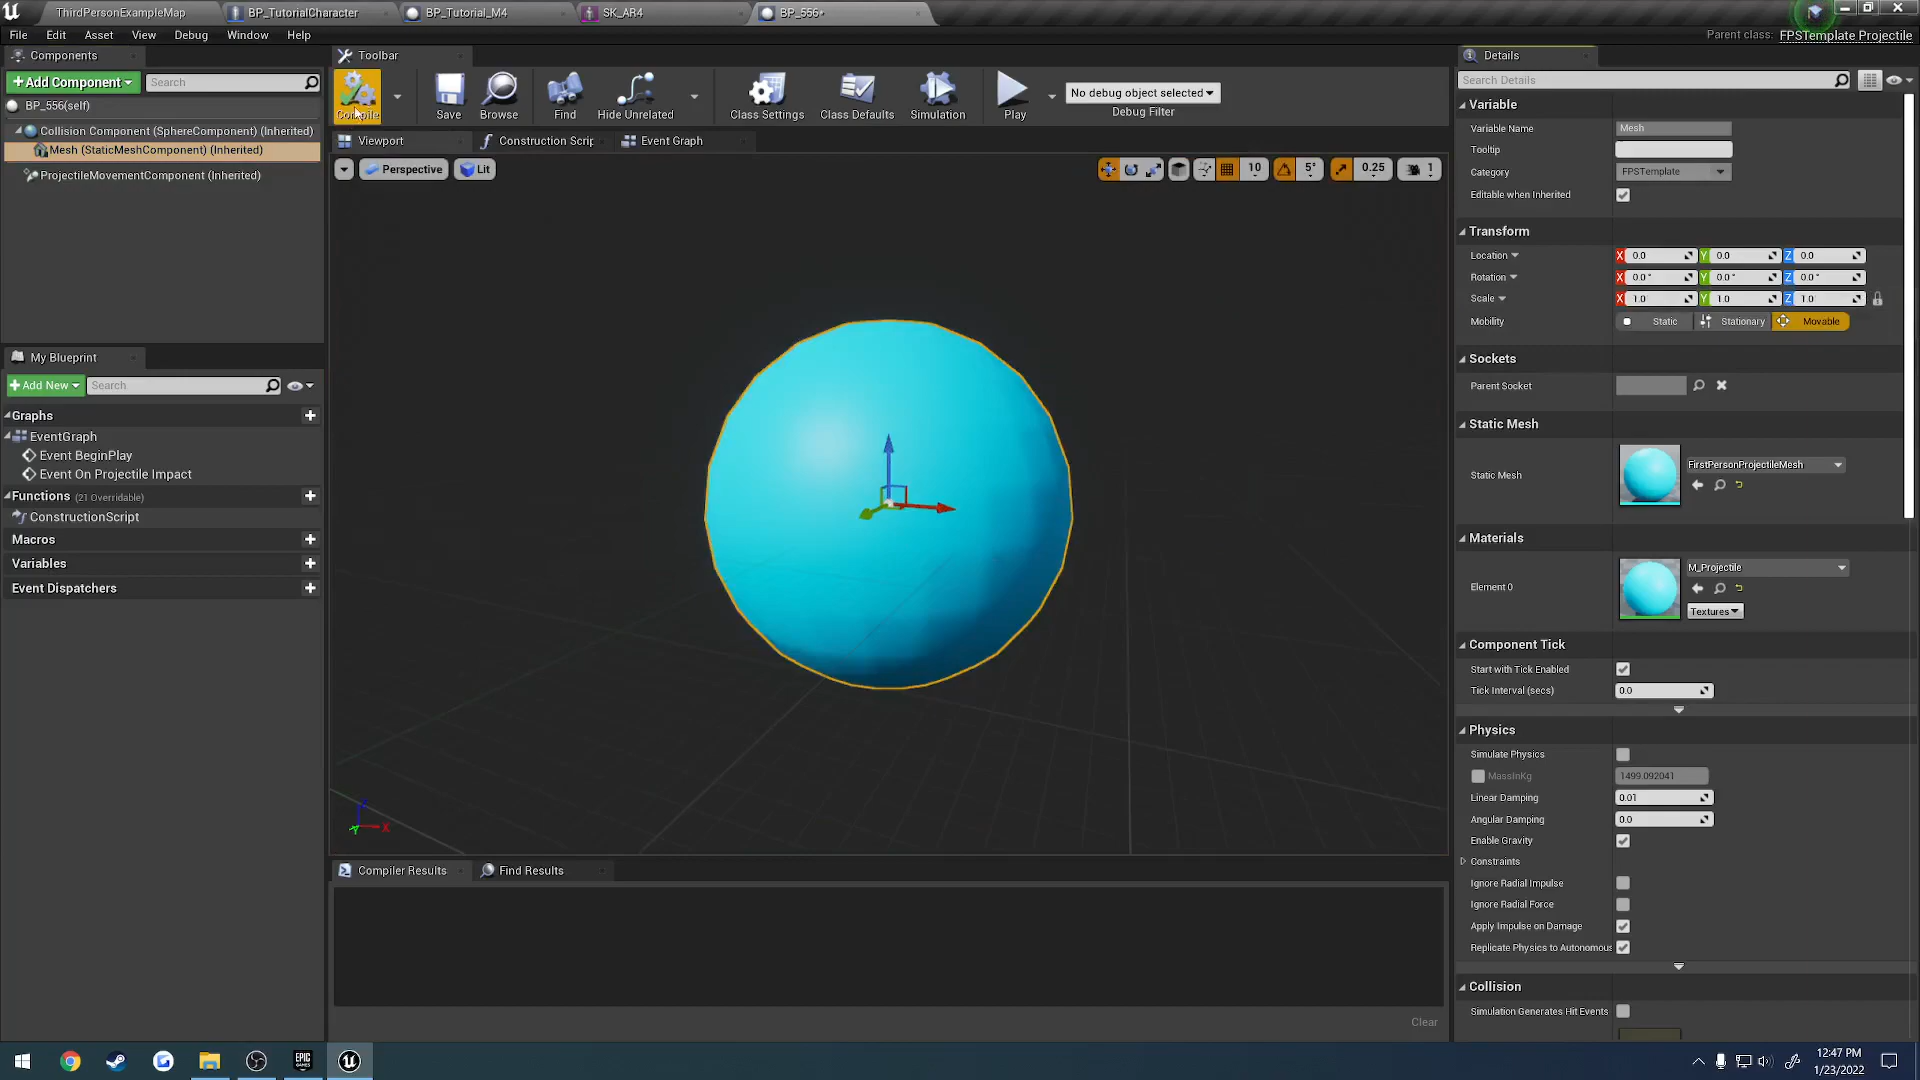 ThirdPersonExampleMap
BP_TutorialCharacter
BP_Tutorial_M4
SK_AR4
BP_556*
File Edit Asset View Debug Window Help
Parent class: FPSTemplate Projectile
Components
+Add Component
Search
BP_556(self)
Collision Component (SphereComponent) (Inherited)
Mesh (StaticMeshComponent) (Inherited)
ProjectileMovementComponent (Inherited)
My Blueprint
+Add New
Search
Graphs
EventGraph
Event BeginPlay
Event On Projectile Impact
Functions (21 Overridable)
ConstructionScript
Macros
Variables
Event Dispatchers
Toolbar
Compile
Save
Browse
Find
Hide Unrelated
Class Settings
Class Defaults
Simulation
Play
No debug object selected
Debug Filter
Viewport
Construction Scrip
Event Graph
Perspective
Lit
10
5°
0.25
1
Z
Y
X
Compiler Results
Find Results
Clear
Details
Search Details
Variable
Variable Name Mesh
Tooltip
Category FPSTemplate
Editable when Inherited
Transform
Location X 0.0 Y 0.0 Z 0.0
Rotation X 0.0° Y 0.0° Z 0.0°
Scale X 1.0 Y 1.0 Z 1.0
Mobility Static Stationary Movable
Sockets
Parent Socket
Static Mesh
Static Mesh FirstPersonProjectileMesh
Materials
Element 0 M_Projectile
Textures
Component Tick
Start with Tick Enabled
Tick Interval (secs) 0.0
Physics
Simulate Physics
MassInKg 1499.092041
Linear Damping 0.01
Angular Damping 0.0
Enable Gravity
Constraints
Ignore Radial Impulse
Ignore Radial Force
Apply Impulse on Damage
Replicate Physics to Autonomous
Collision
Simulation Generates Hit Events
EPIC
GAMES
12:47 PM
1/23/2022